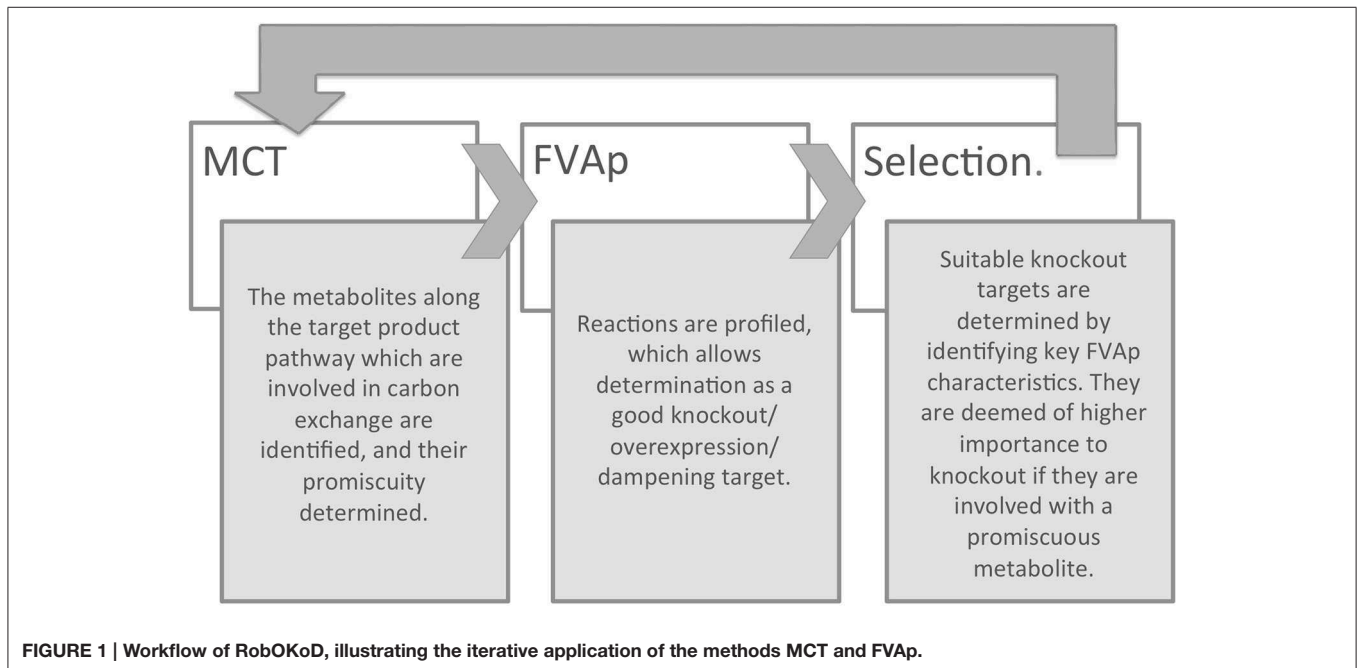 MCT
The metabolites along
the target product
pathway which are
involved in carbon
exchange are
identified, and their
promiscuity
determined.
FVAp
Reactions are profiled,
which allows
determination as a
good knockout/
overexpression/
dampening target.
Selection.
Suitable knockout
targets are
determined by
identifying key FVAp
characteristics. They
are deemed of higher
importance to
knockout if they are
involved with a
promiscuous
metabolite.
FIGURE 1 | Workflow of RobOKoD, illustrating the iterative application of the methods MCT and FVAp.